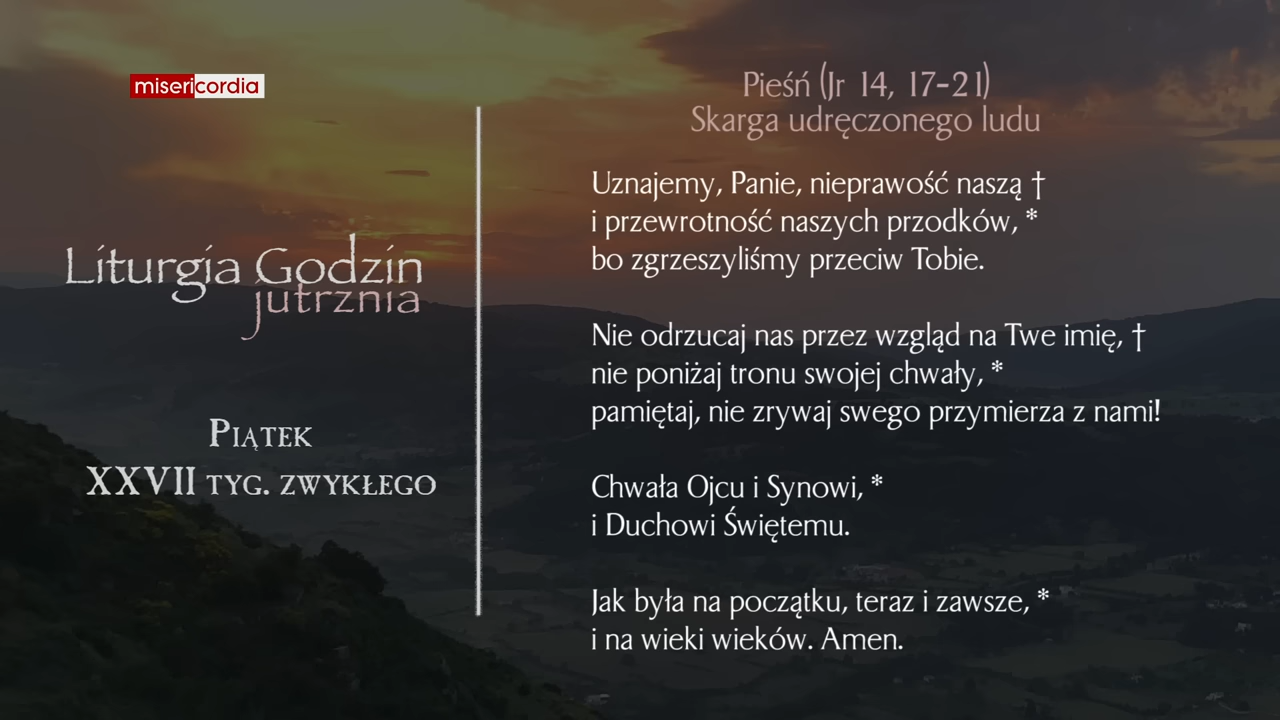 misericordia
Liturgia Godzin
jutrznia
Piątek
XXVII tyg. zwykłego
Pieśń (Jr 14, 17-21)
Skarga udręczonego ludu
Uznajemy, Panie, nieprawość naszą †
i przewrotność naszych przodków, *
bo zgrzeszyliśmy przeciw Tobie.
Nie odrzucaj nas przez wzgląd na Twe imię, †
nie poniżaj tronu swojej chwały, *
pamiętaj, nie zrywaj swego przymierza z nami!
Chwała Ojcu i Synowi, *
i Duchowi Świętemu.
Jak była na początku, teraz i zawsze, *
i na wieki wieków. Amen.